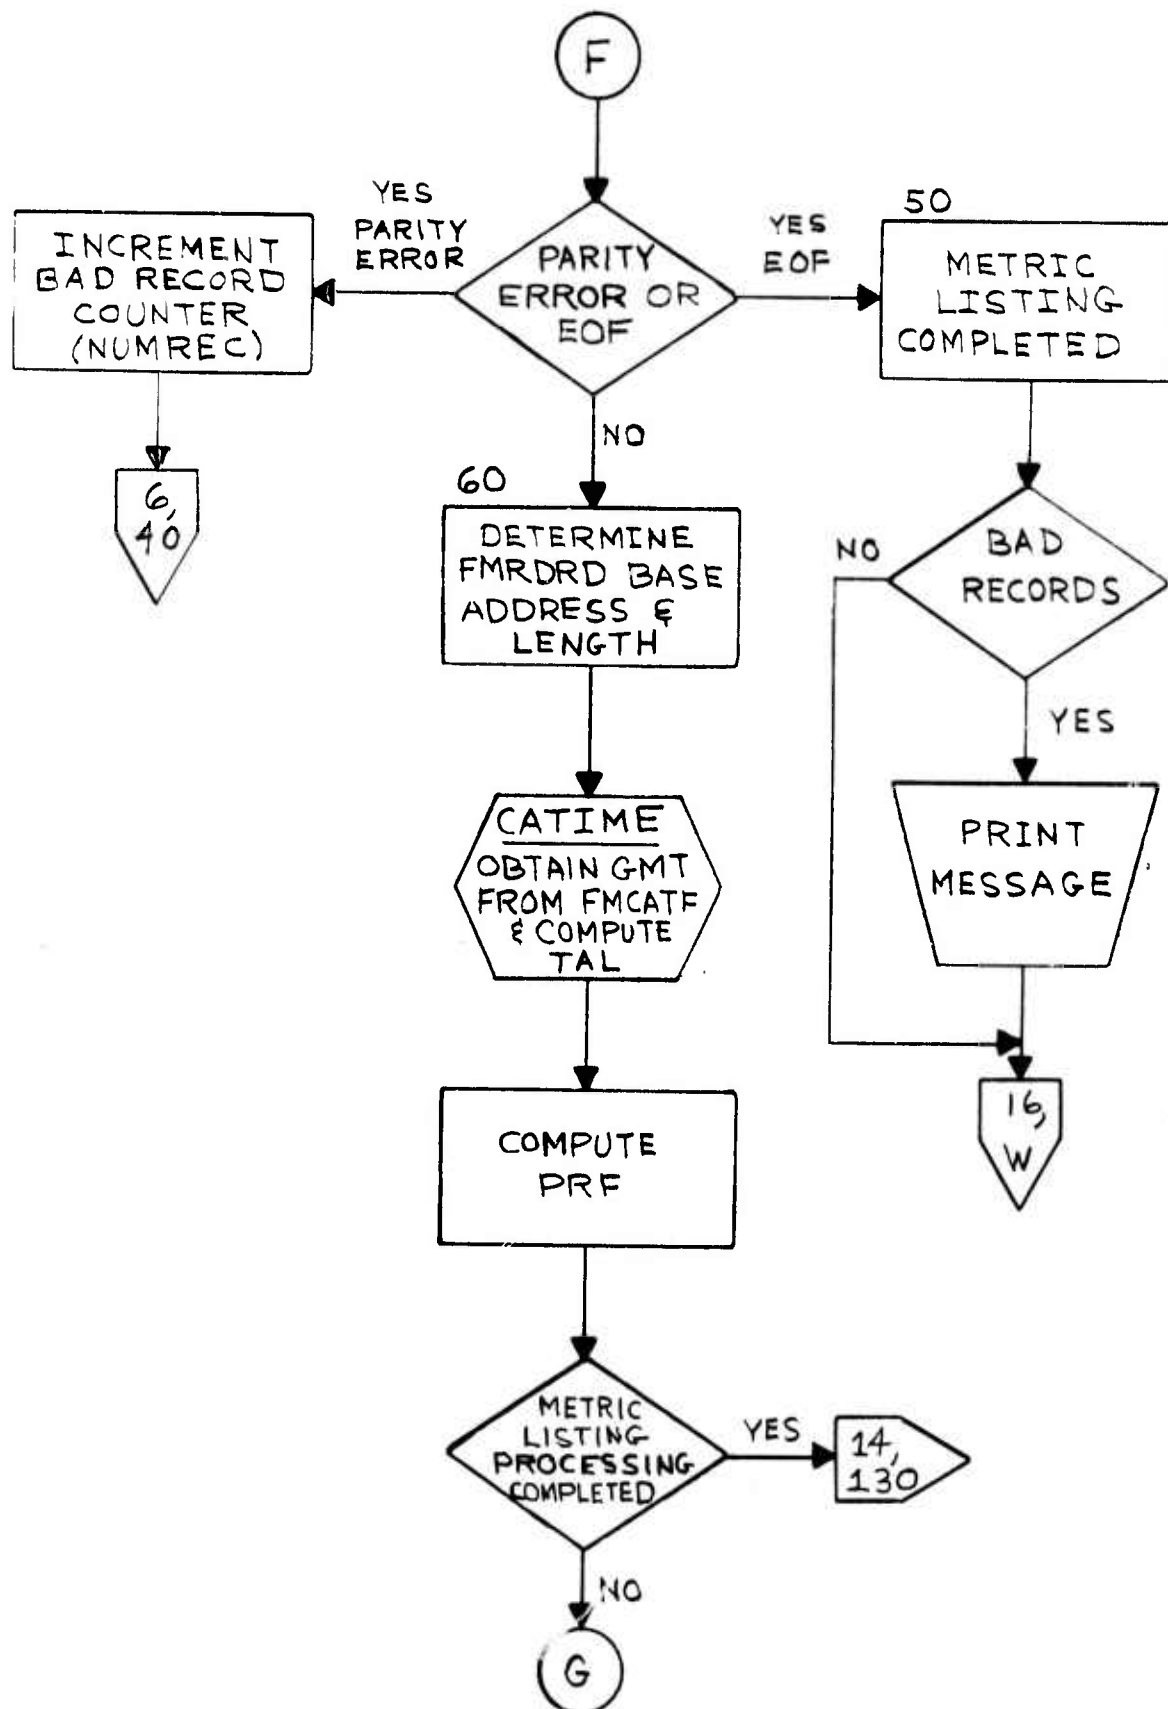 F
YES
PARITY
ERROR
INCREMENT
BAD RECORD
COUNTER
(NUMREC)
6,
40
PARITY
ERROR OR
EOF
YES
EOF
50
METRIC
LISTING
COMPLETED
NO
60
DETERMINE
FMRDRD BASE
ADDRESS &
LENGTH
NO
BAD
RECORDS
YES
PRINT
MESSAGE
16,
W
CATIME
OBTAIN GMT
FROM FMCATF
& COMPUTE
TAL
COMPUTE
PRF
METRIC
LISTING
PROCESSING
COMPLETED
YES
14,
130
NO
G